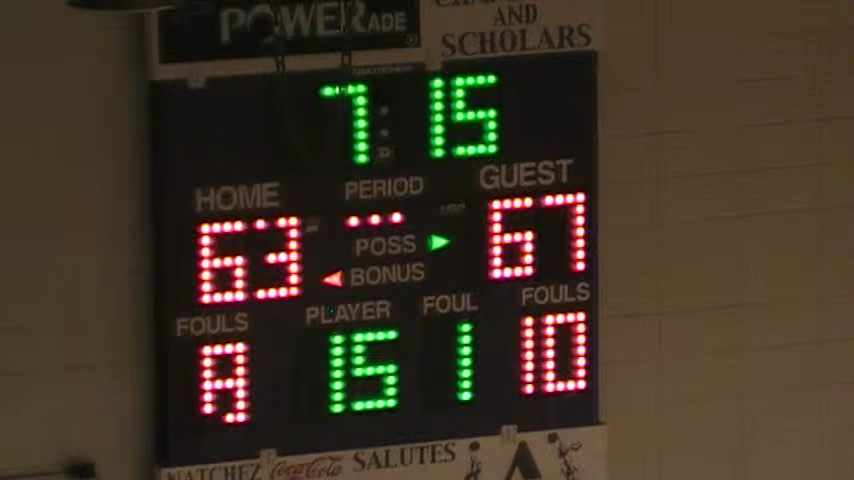 POWERADE
AND
SCHOLARS
7:15
HOME PERIOD GUEST
63 67
POSS
BONUS
FOULS PLAYER FOUL FOULS
15 1 10
NATCHEZ Coca-Cola SALUTES